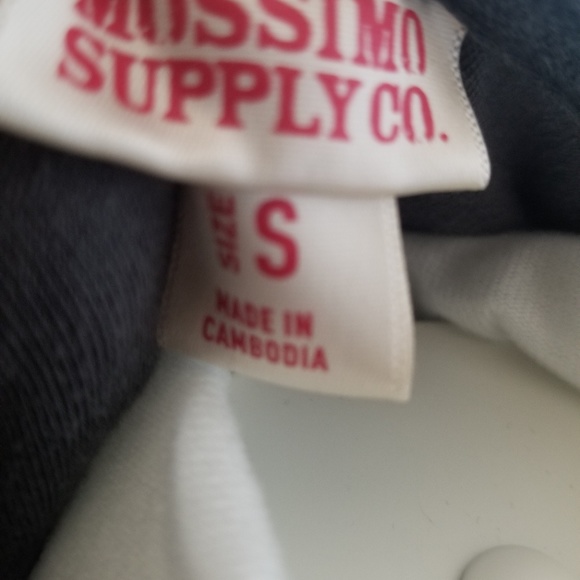 MOSSIMO
SUPPLY CO.
SIZE S
MADE IN
CAMBODIA